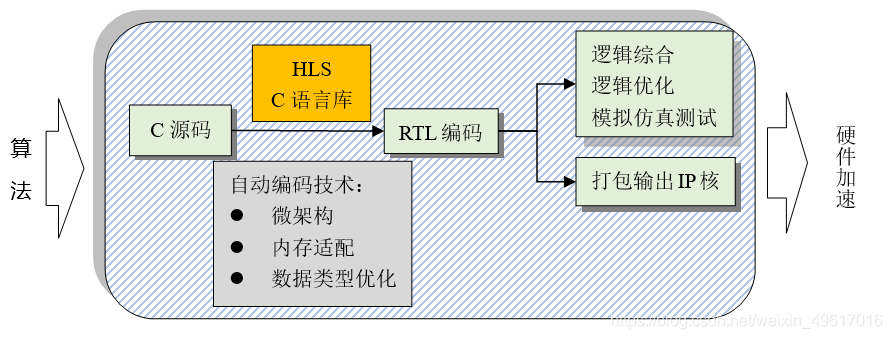 算
法
C 源码
HLS
C 语言库
RTL 编码
自动编码技术：
● 微架构
● 内存适配
● 数据类型优化
逻辑综合
逻辑优化
模拟仿真测试
打包输出 IP 核
硬件加速
https://blog.csdn.net/weixin_49617016